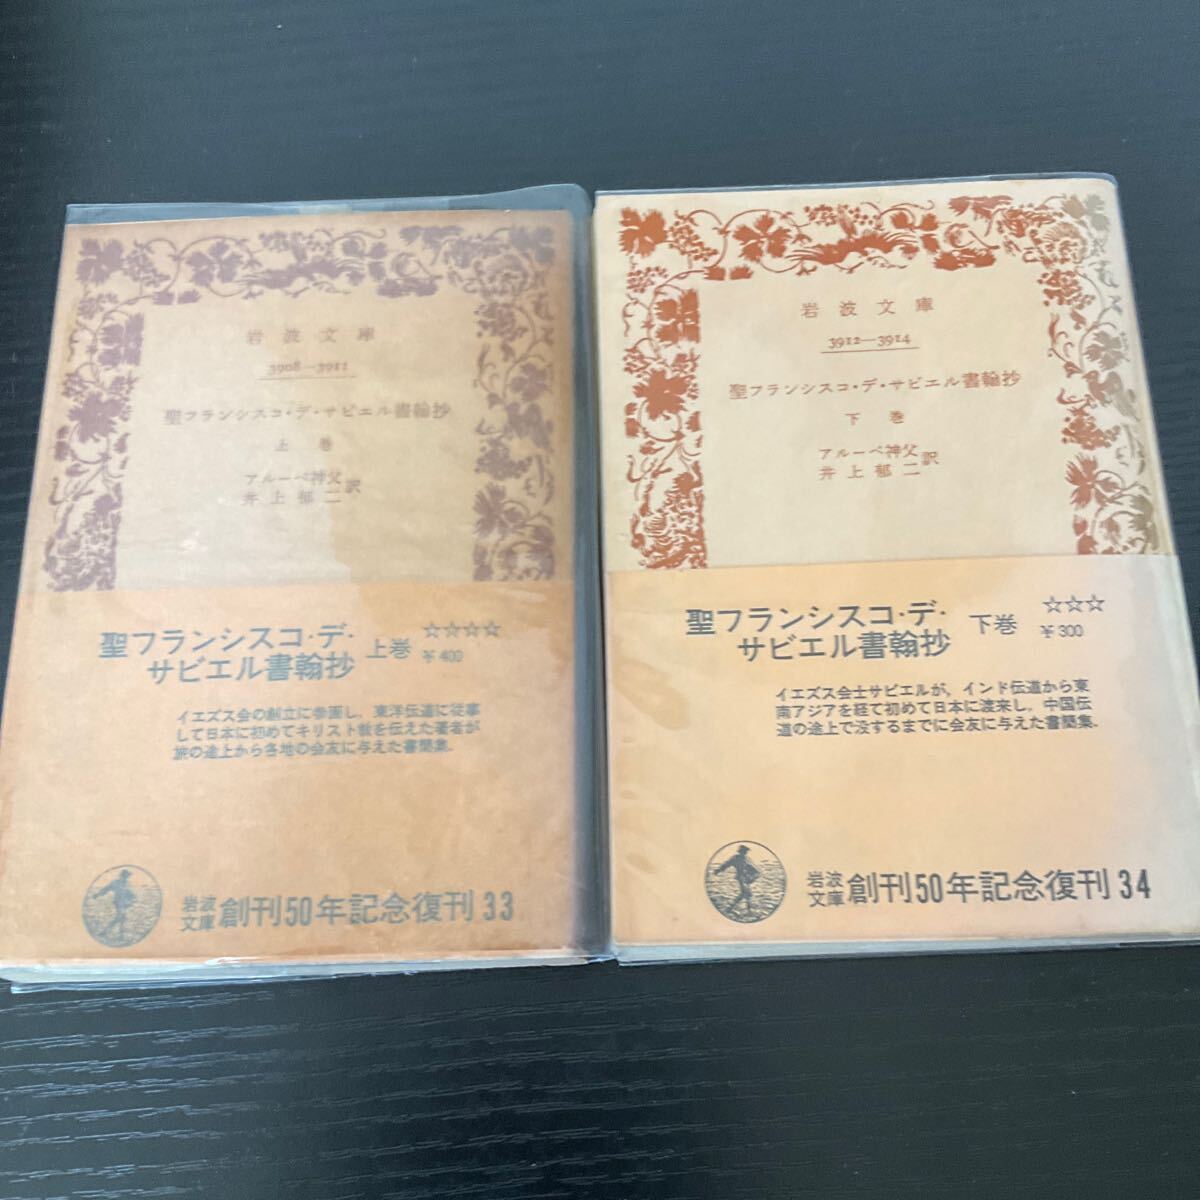 岩波文庫
3908—3911
聖フランシスコ・デ・サビエル書翰抄
上巻
アルーペ神父
井上郁二訳
聖フランシスコ・デ・
サビエル書翰抄
上巻
☆☆☆☆
¥400
イエズス会の創立に参画し，東洋伝道に従事
して日本に初めてキリスト教を伝えた著者が
旅の途上から各地の会友に与えた書簡集.
岩波文庫 創刊50年記念復刊 33
岩波文庫
3912—3914
聖フランシスコ・デ・サビエル書翰抄
下巻
アルーペ神父
井上郁二訳
聖フランシスコ・デ・
サビエル書翰抄
下巻
☆☆☆
¥300
イエズス会士サビエルが，インド伝道から東
南アジアを経て初めて日本に渡来し，中国伝
道の途上で没するまでに会友に与えた書簡集.
岩波文庫 創刊50年記念復刊 34